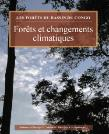 LES FORÊTS DU BASSIN DU CONGO
Forêts et changements
climatiques